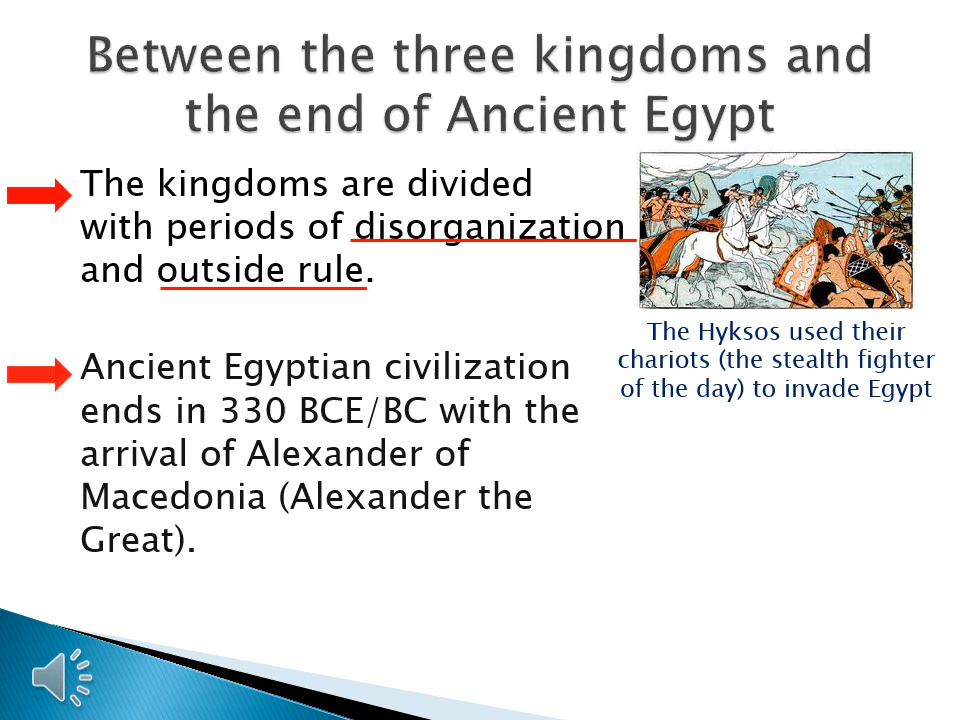 Between the three kingdoms and
the end of Ancient Egypt
The kingdoms are divided
with periods of disorganization
and outside rule.
The Hyksos used their
chariots (the stealth fighter
of the day) to invade Egypt
Ancient Egyptian civilization
ends in 330 BCE/BC with the
arrival of Alexander of
Macedonia (Alexander the
Great).